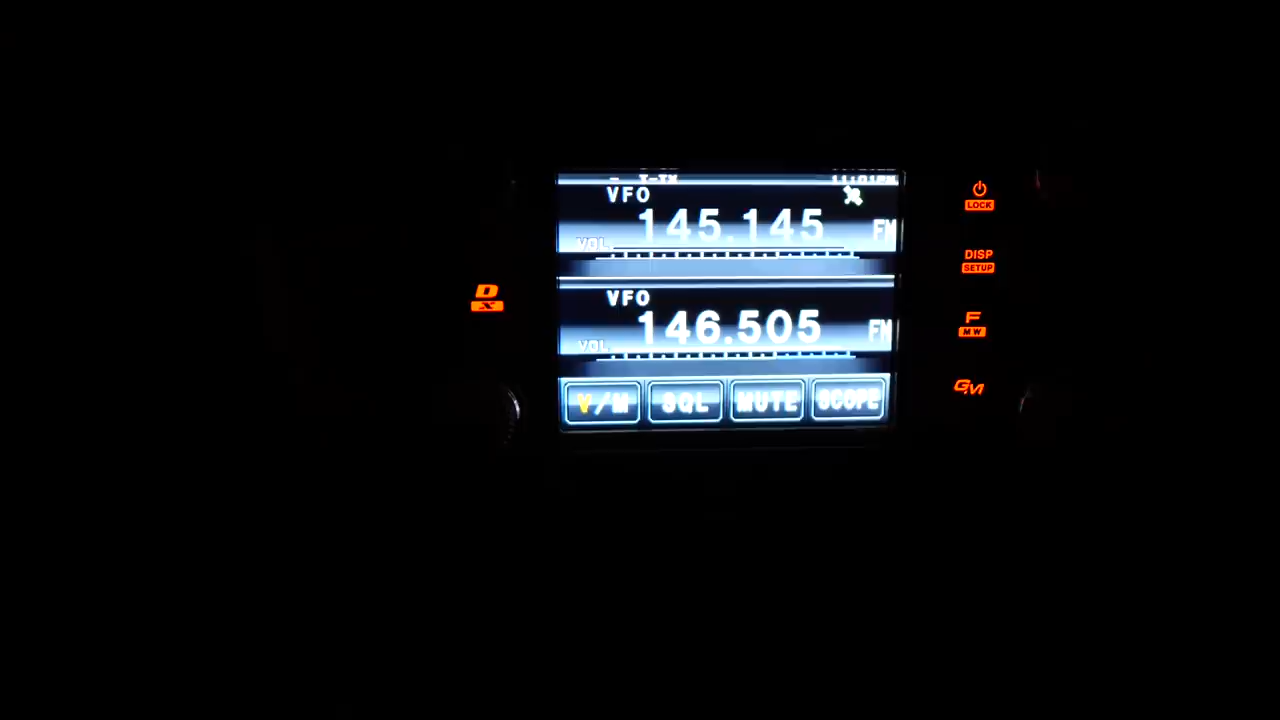 VFO
145.145 FM
VOL
VFO
146.505 FM
VOL
V/M SQL MUTE SCOPE
D
X
LOCK
DISP
SETUP
F
MW
GM